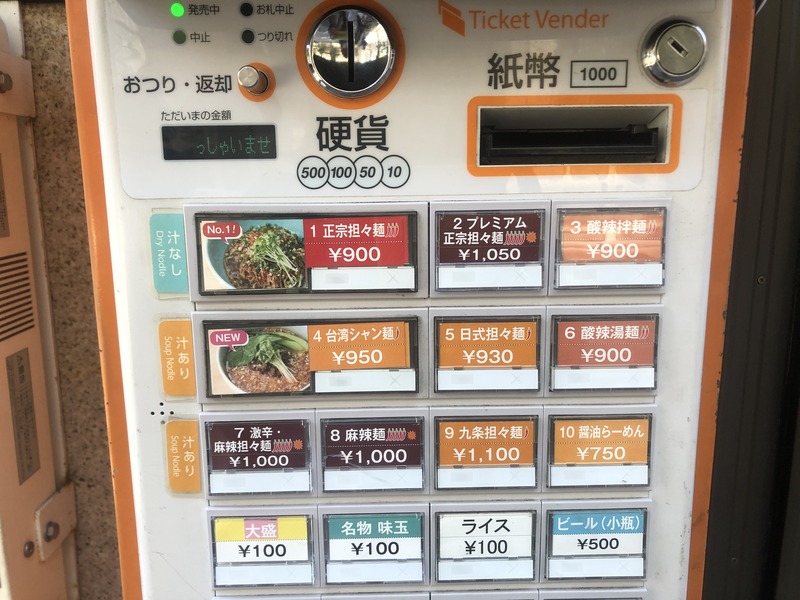 発売中
お札中止
中止
つり切れ
Ticket Vender
おつり・返却
紙幣 1000
ただいまの金額
っしゃいませ
硬貨
500 100 50 10
汁なし
Dry Nodle
No.1!
1 正宗担々麺
¥900
2 プレミアム
正宗担々麺
¥1,050
3 酸辣拌麺
¥900
汁あり
Soup Nodle
NEW
4 台湾シャン麺
¥950
5 日式担々麺
¥930
6 酸辣湯麺
¥900
汁あり
Soup Nodle
7 激辛・
麻辣担々麺
¥1,000
8 麻辣麺
¥1,000
9 九条担々麺
¥1,100
10 醤油らーめん
¥750
大盛
¥100
名物 味玉
¥100
ライス
¥100
ビール(小瓶)
¥500